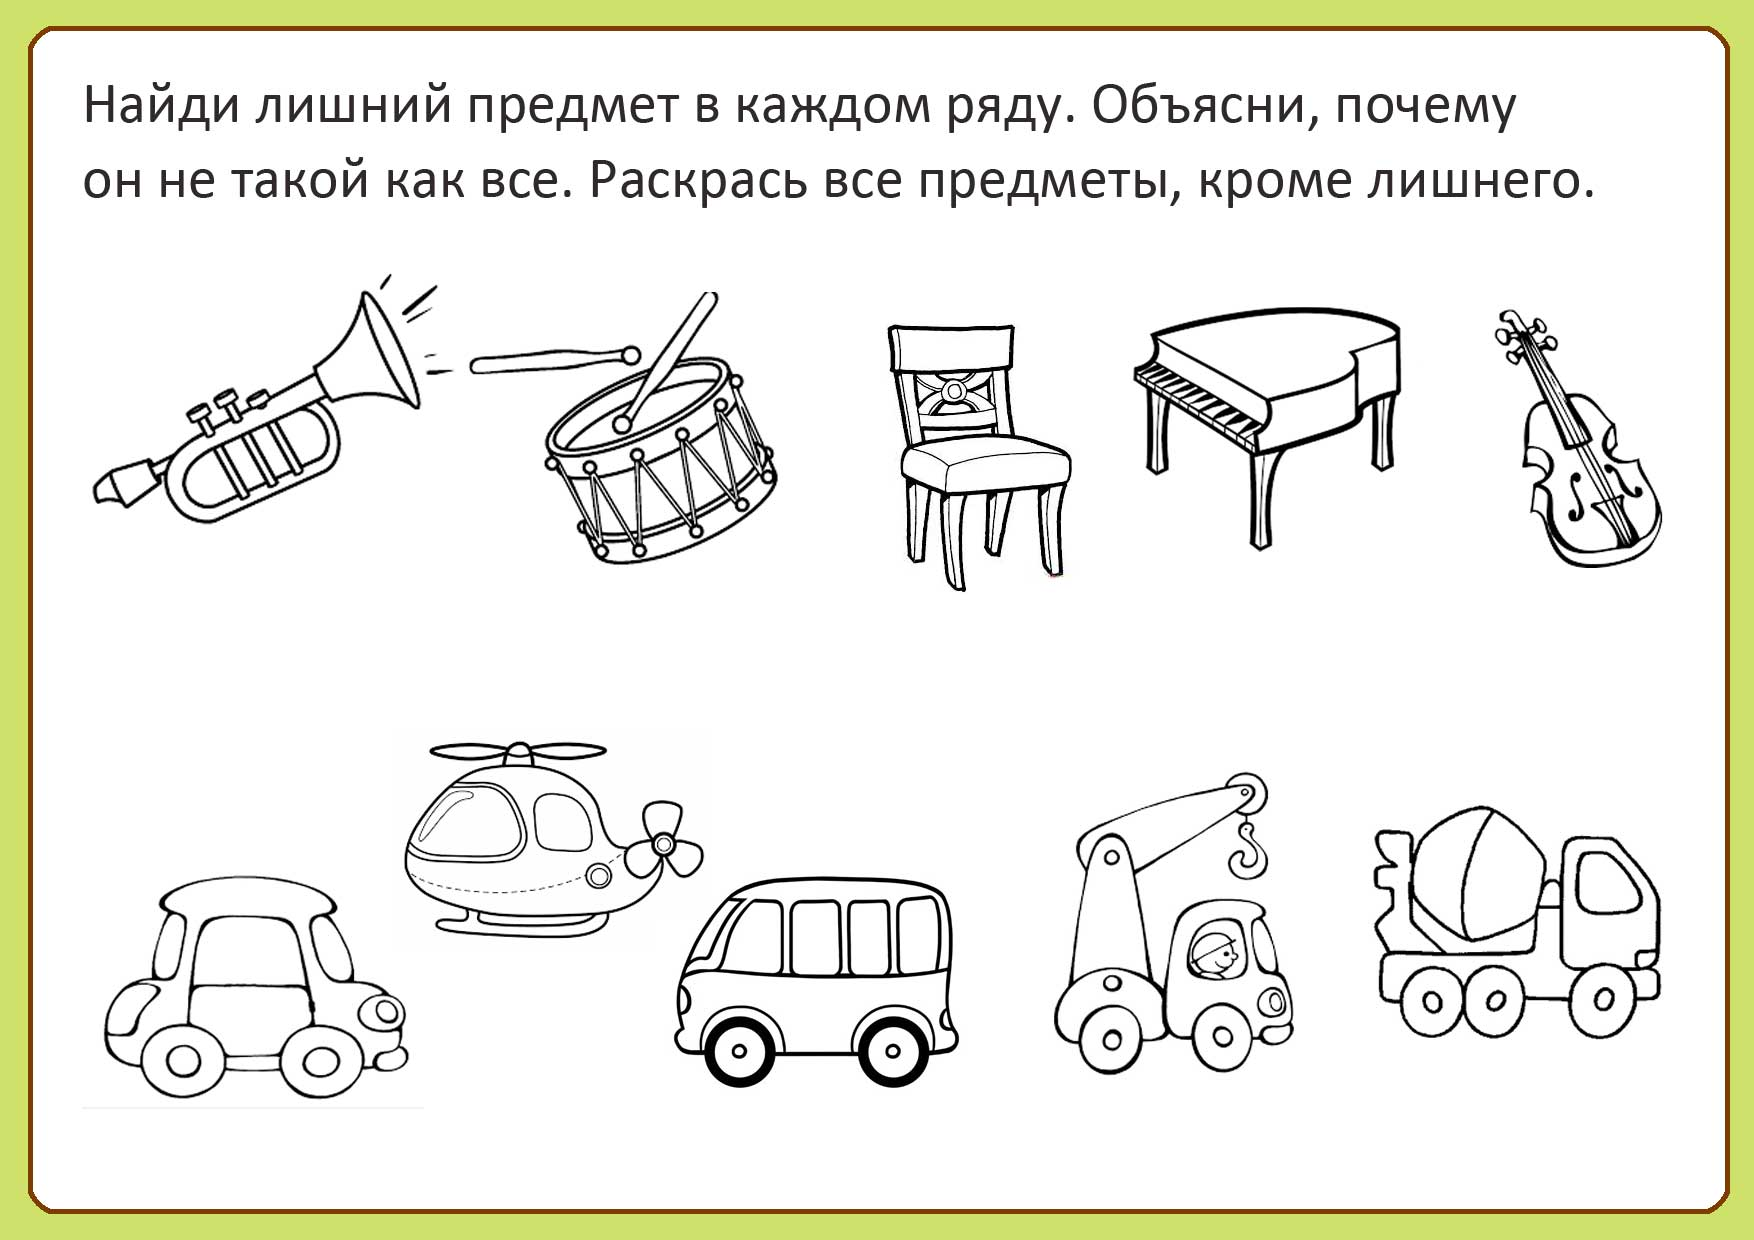 Найди лишний предмет в каждом ряду. Объясни, почему
он не такой как все. Раскрась все предметы, кроме лишнего.